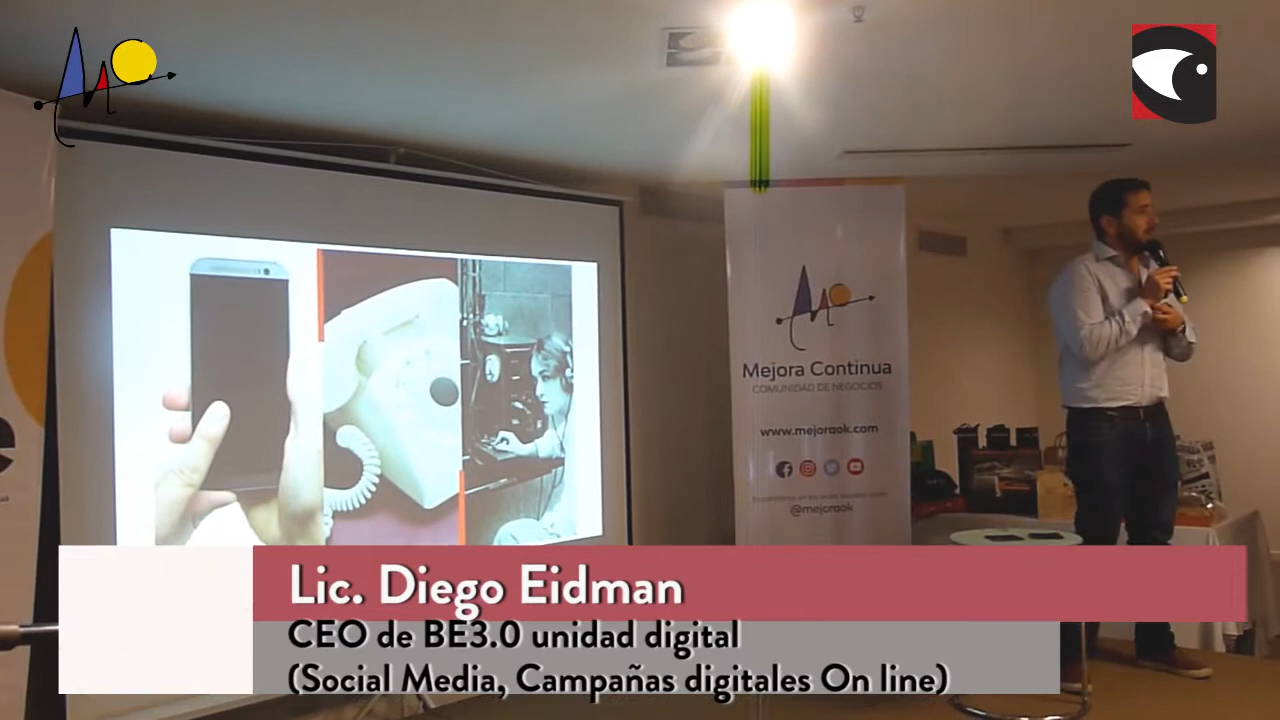 Mejora Continua
COMUNIDAD DE NEGOCIOS
www.mejoraok.com
@mejoraok
Lic. Diego Eidman
CEO de BE3.0 unidad digital
(Social Media, Campañas digitales On line)